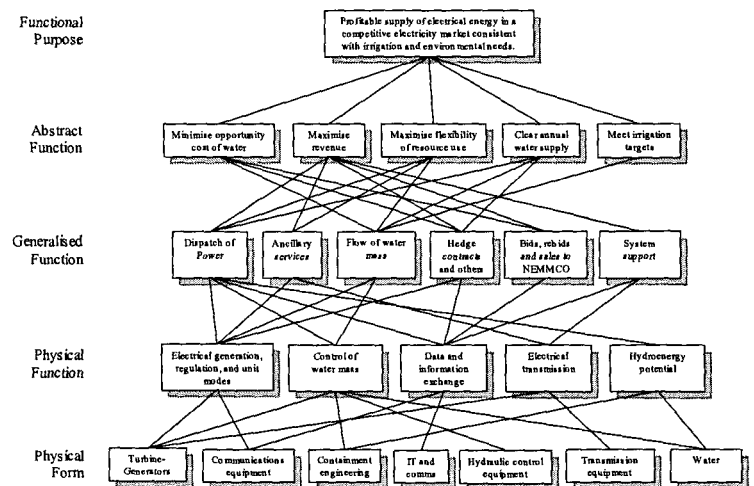 Functional
Purpose
Profitable supply of electrical energy in a
competitive electricity market consistent
with irrigation and environmental needs.
Abstract
Function
Minimise opportunity
cost of water
Maximise
revenue
Maximise flexibility
of resource use
Clear annual
water supply
Meet irrigation
targets
Generalised
Function
Dispatch of
Power
Ancillary
services
Flow of water
mass
Hedge
contracts
and others
Bids, rebids
and sales to
NEMMCO
System
support
Physical
Function
Electrical generation,
regulation, and unit
modes
Control of
water mass
Data and
information
exchange
Electrical
transmission
Hydroenergy
potential
Physical
Form
Turbine-
Generators
Communications
equipment
Containment
engineering
IT and
comms
Hydraulic control
equipment
Transmission
equipment
Water